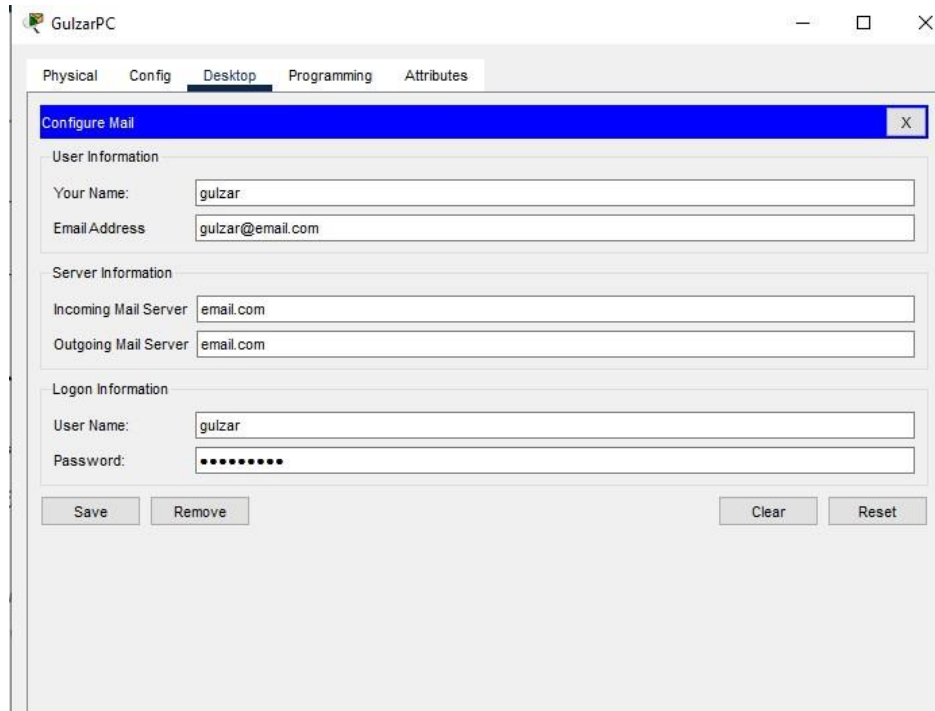 GulzarPC
Physical Config Desktop Programming Attributes
Configure Mail X
User Information
Your Name: gulzar
Email Address gulzar@email.com
Server Information
Incoming Mail Server email.com
Outgoing Mail Server email.com
Logon Information
User Name: gulzar
Password: •••••••••
Save Remove Clear Reset